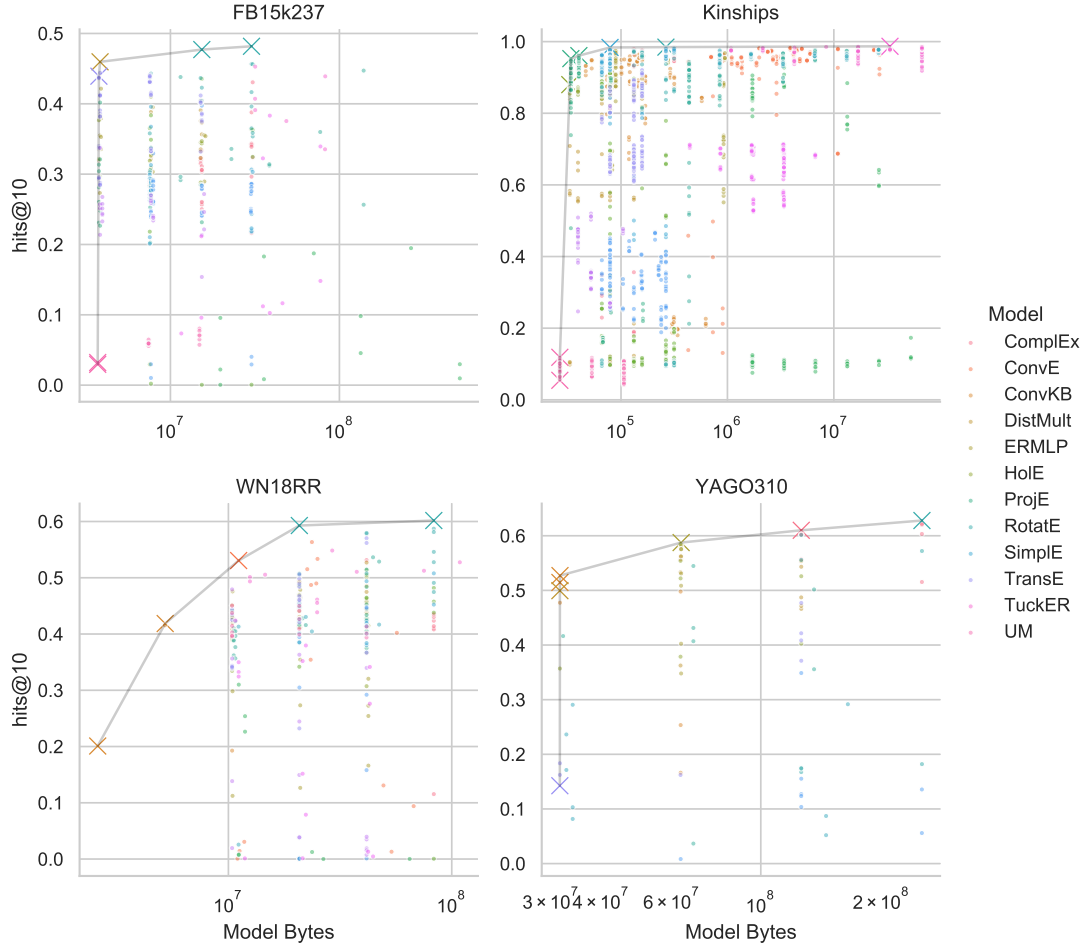 FB15k237
Kinships
0.5
0.4
0.3
0.2
0.1
0.0
hits@10
10^7
10^8
1.0
0.8
0.6
0.4
0.2
0.0
10^5
10^6
10^7
WN18RR
YAGO310
0.6
0.5
0.4
0.3
0.2
0.1
0.0
hits@10
10^7
10^8
Model Bytes
0.6
0.5
0.4
0.3
0.2
0.1
0.0
3 × 10^7
4 × 10^7
6 × 10^7
10^8
2 × 10^8
Model Bytes
Model
ComplEx
ConvE
ConvKB
DistMult
ERMLP
HolE
ProjE
RotatE
SimplE
TransE
TuckER
UM